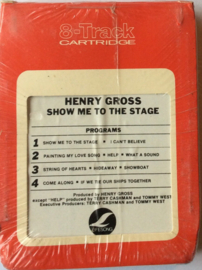 8-Track
CARTRIDGE
HENRY GROSS
SHOW ME TO THE STAGE
PROGRAMS
1 SHOW ME TO THE STAGE • I CAN'T BELIEVE
2 PAINTING MY LOVE SONG • HELP • WHAT A SOUND
3 STRING OF HEARTS • HIDEAWAY • SHOWBOAT
4 COME ALONG • IF WE TIE OUR SHIPS TOGETHER
Produced by HENRY GROSS
except "HELP" produced by TERRY CASHMAN and TOMMY WEST
Executive Producers: TERRY CASHMAN and TOMMY WEST
LIFESONG